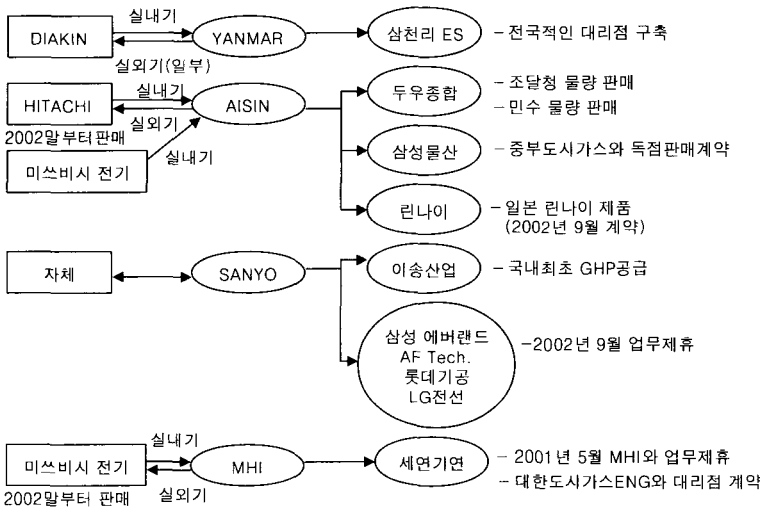 실내기
DIAKIN
YANMAR
삼천리 ES
- 전국적인 대리점 구축
실외기(일부)
실내기
HITACHI
AISIN
두우종합
- 조달청 물량 판매
- 민수 물량 판매
실외기
2002말부터판매
미쓰비시 전기
실내기
삼성물산
- 중부도시가스와 독점판매계약
린나이
- 일본 린나이 제품
(2002년 9월 계약)
자체
SANYO
이송산업
- 국내최초 GHP공급
삼성 에버랜드
AF Tech.
롯데기공
LG전선
-2002년 9월 업무제휴
실내기
미쓰비시 전기
MHI
세연기연
- 2001년 5월 MHI와 업무제휴
- 대한도시가스ENG와 대리점 계약
2002말부터 판매
실외기